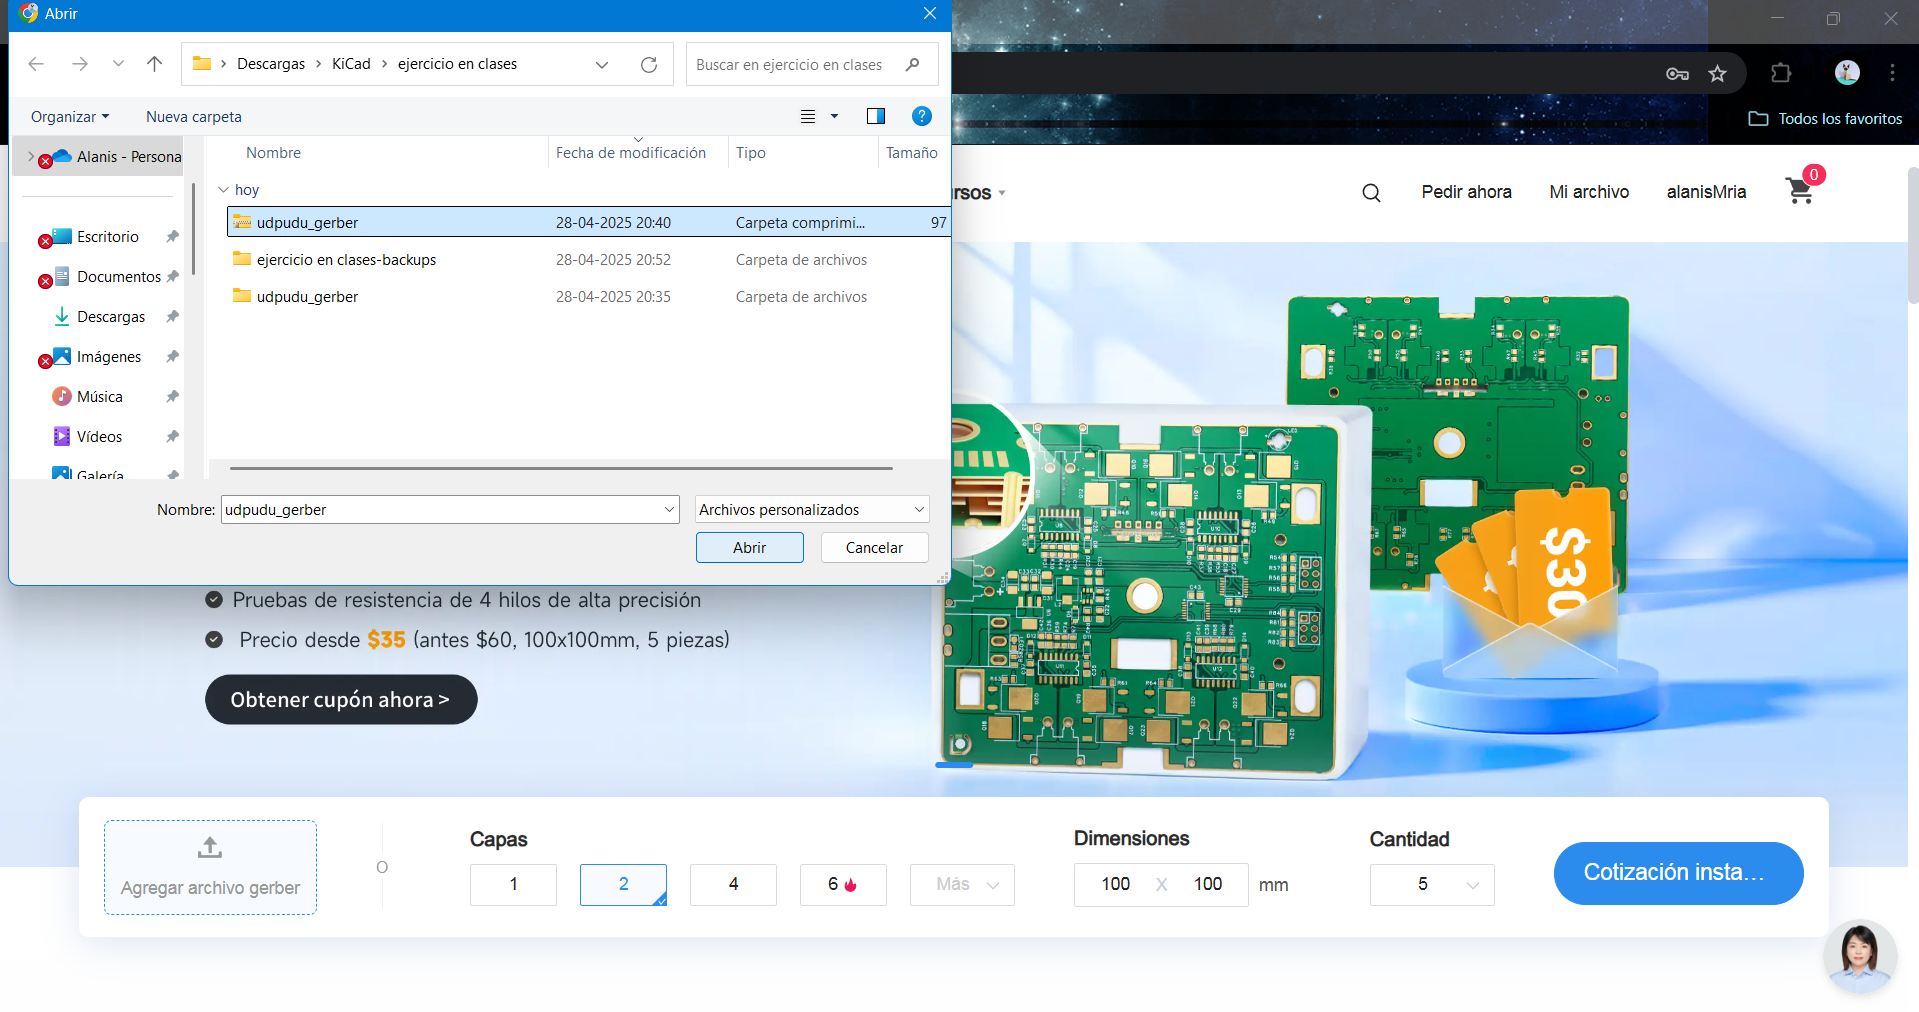 Abrir
Descargas > KiCad > ejercicio en clases
Buscar en ejercicio en clases
Organizar
Nueva carpeta
Todos los favoritos
Alanis - Persona
Escritorio
Documentos
Descargas
Imágenes
Música
Vídeos
Galería
Nombre
Fecha de modificación
Tipo
Tamaño
hoy
udpudu_gerber 28-04-2025 20:40 Carpeta comprimi... 97
ejercicio en clases-backups 28-04-2025 20:52 Carpeta de archivos
udpudu_gerber 28-04-2025 20:35 Carpeta de archivos
Nombre: udpudu_gerber
Archivos personalizados
Abrir
Cancelar
rsos
Pedir ahora
Mi archivo
alanisMria
0
$30
Pruebas de resistencia de 4 hilos de alta precisión
Precio desde $35 (antes $60, 100x100mm, 5 piezas)
Obtener cupón ahora >
Agregar archivo gerber
O
Capas
1
2
4
6
Más
Dimensiones
100 X 100 mm
Cantidad
5
Cotización insta...